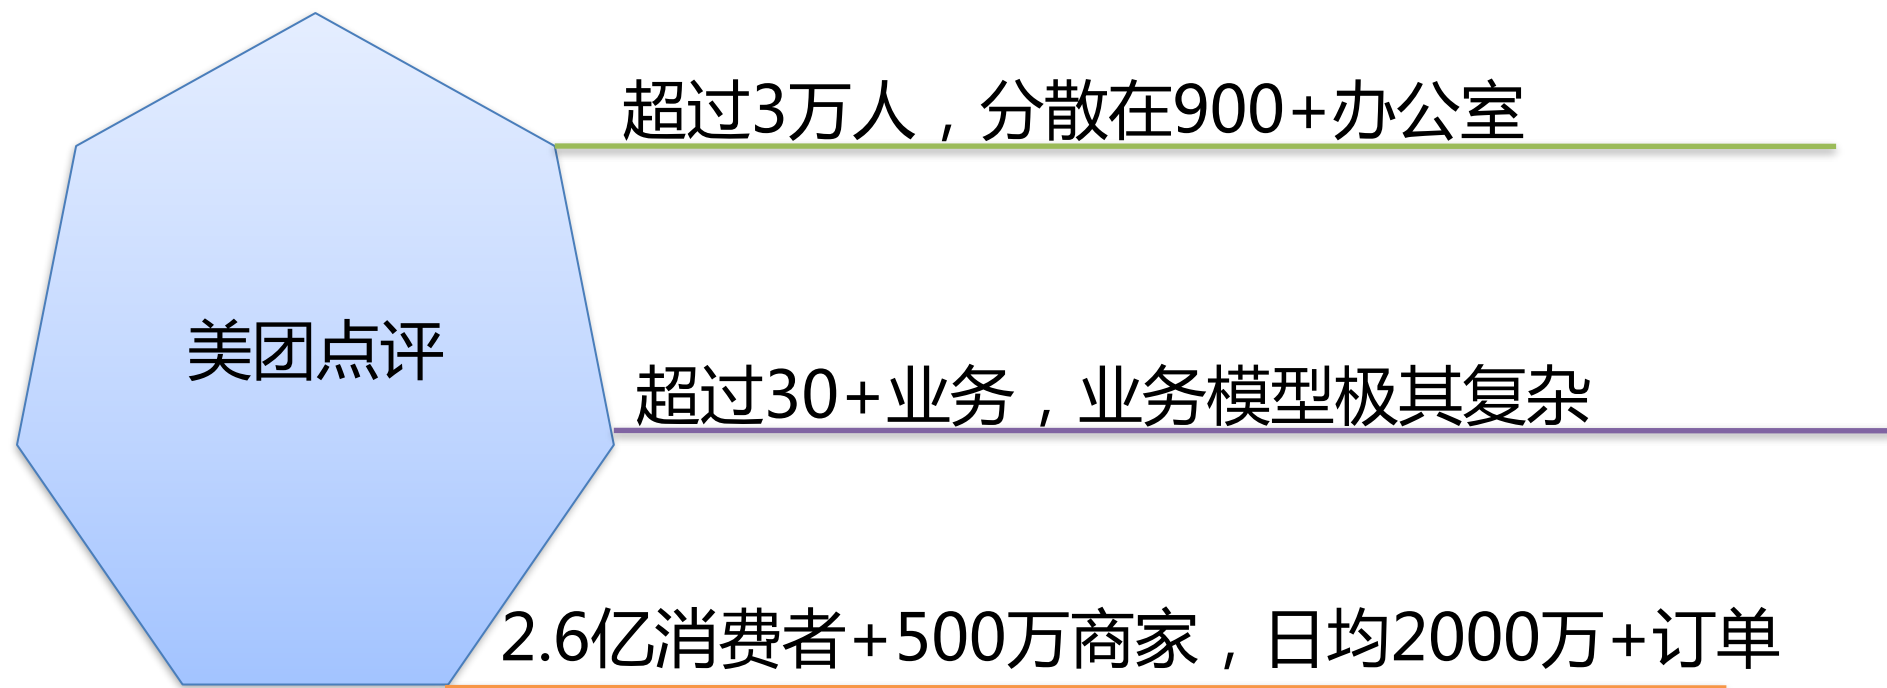 超过3万人，分散在900+办公室
美团点评
超过30+业务，业务模型极其复杂
2.6亿消费者+500万商家，日均2000万+订单